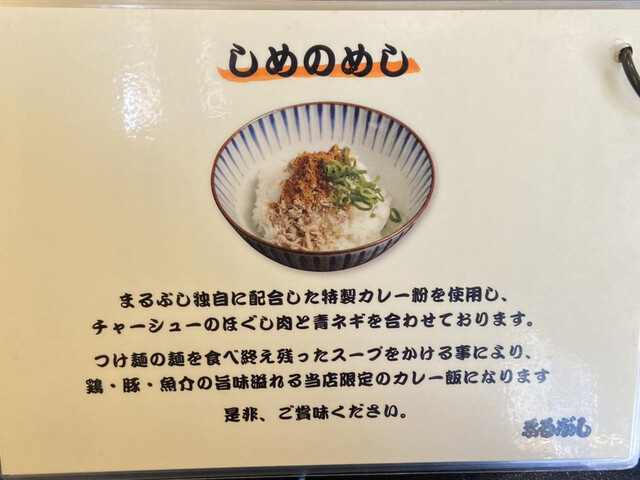 しめのめし
まるぶし独自に配合した特製カレー粉を使用し、
チャーシューのほぐし肉と青ネギを合わせております。
つけ麺の麺を食べ終え残ったスープをかける事により、
鶏・豚・魚介の旨味溢れる当店限定のカレー飯になります
是非、ご賞味ください。
まるぶし